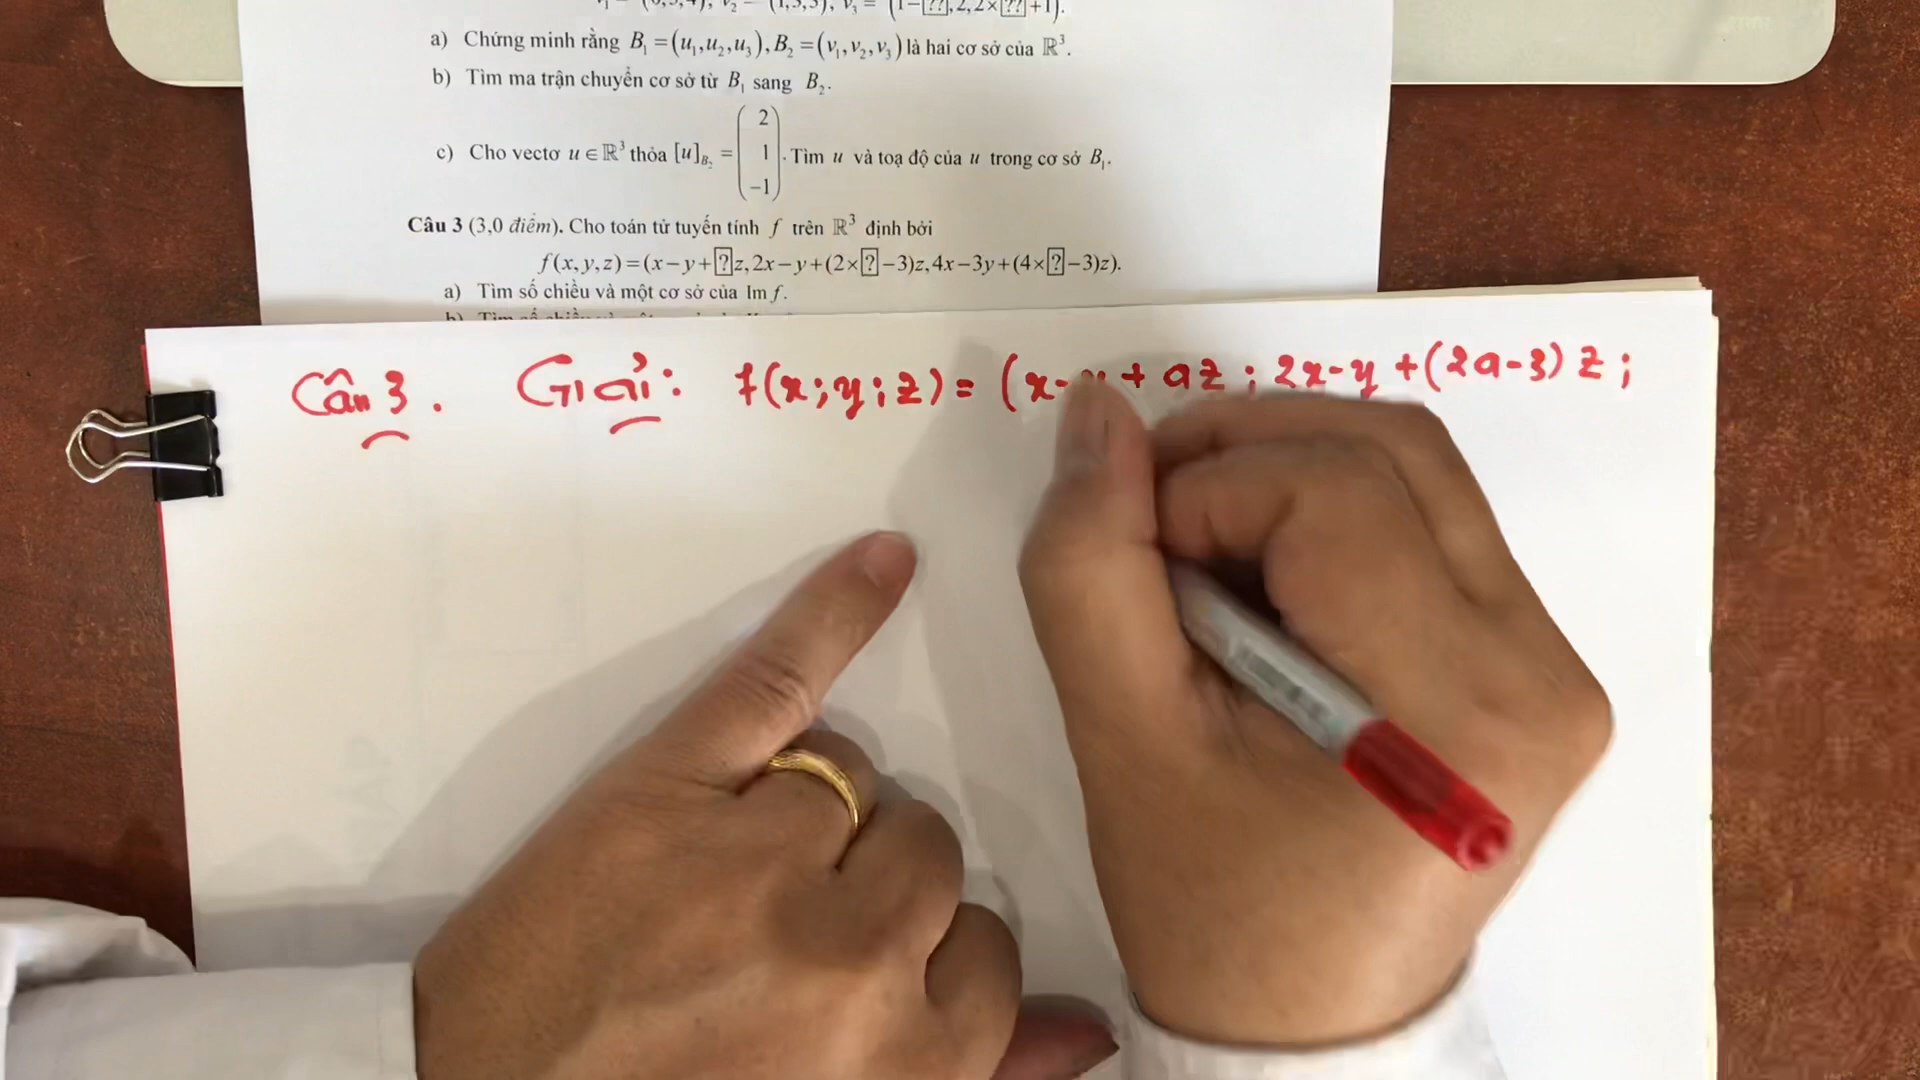 a) Chứng minh rằng B₁ = (u₁, u₂, u₃), B₂ = (v₁, v₂, v₃) là hai cơ sở của ℝ³.
b) Tìm ma trận chuyển cơ sở từ B₁ sang B₂.
c) Cho vectơ u ∈ ℝ³ thỏa [u]_B₂ = (2 1 −1). Tìm u và toạ độ của u trong cơ sở B₁.
Câu 3 (3,0 điểm). Cho toán tử tuyến tính f trên ℝ³ định bởi
f(x, y, z) = (x − y + [?]z, 2x − y + (2×[?]−3)z, 4x − 3y + (4×[?]−3)z).
a) Tìm số chiều và một cơ sở của Im f.
Câu 3. Giải: f(x; y; z) = (x - y + az; 2x - y + (2a-3)z;